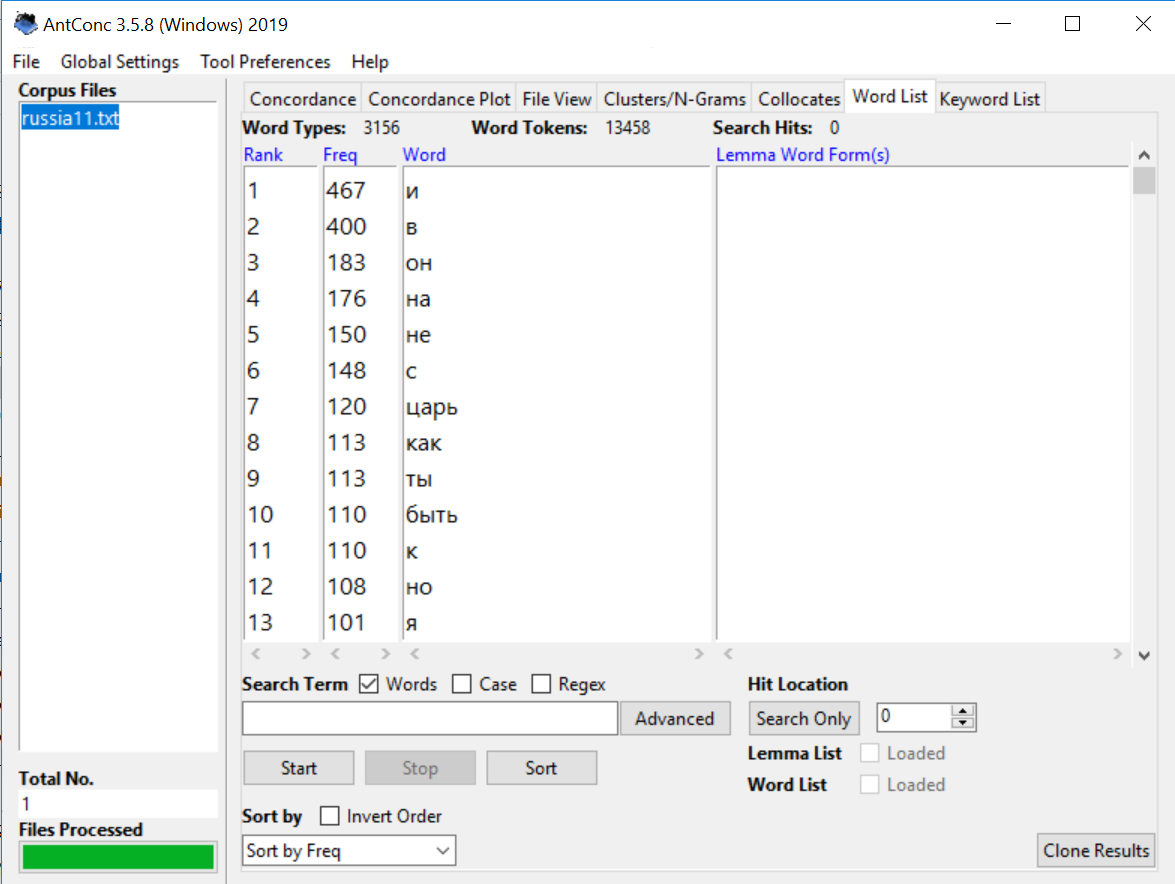 AntConc 3.5.8 (Windows) 2019
File Global Settings Tool Preferences Help
Corpus Files
russia11.txt
Concordance Concordance Plot File View Clusters/N-Grams Collocates Word List Keyword List
Word Types: 3156 Word Tokens: 13458 Search Hits: 0
Rank Freq Word Lemma Word Form(s)
1 467 и
2 400 в
3 183 он
4 176 на
5 150 не
6 148 с
7 120 царь
8 113 как
9 113 ты
10 110 быть
11 110 к
12 108 но
13 101 я
Search Term Words Case Regex Hit Location
Advanced Search Only 0
Start Stop Sort Lemma List Loaded
Word List Loaded
Total No.
1
Files Processed
Sort by Invert Order
Sort by Freq Clone Results